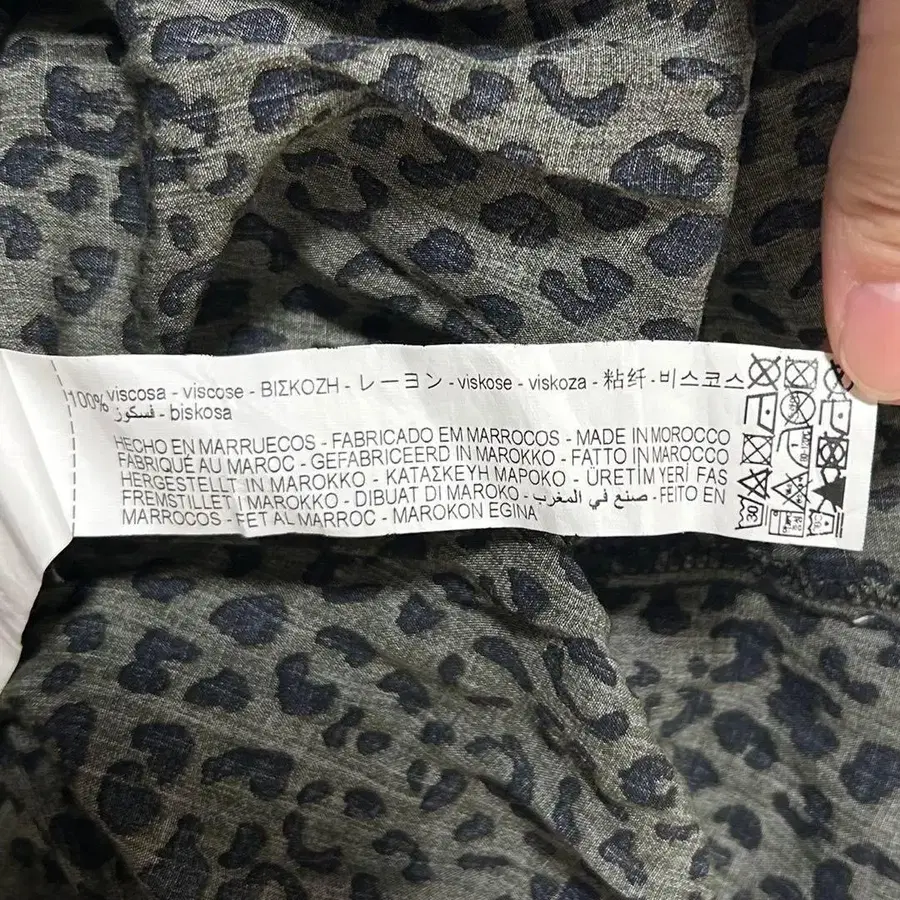 100% viscosa - viscose - ΒΙΣΚΟΖΗ - レーヨン - viskose - viskoza - 粘纤 - 비스코스
فسكوز - biskosa
HECHO EN MARRUECOS - FABRICADO EM MARROCOS - MADE IN MOROCCO
FABRIQUÉ AU MAROC - GEFABRICEERD IN MAROKKO - FATTO IN MAROCCO
HERGESTELLT IN MAROKKO - ΚΑΤΑΣΚΕΥΗ ΜΑΡΟΚΟ - ÜRETİM YERİ FAS
FREMSTILLET I MAROKKO - DIBUAT DI MAROKO - صنع في المغرب - FEITO EN
MARROCOS - FET AL MARROC - MAROKON EGINA
30